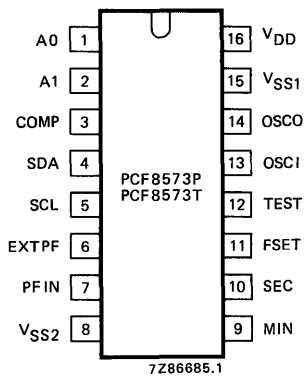 A0 1 16 VDD
A1 2 15 VSS1
COMP 3 14 OSCO
SDA 4 13 OSCI
PCF8573P
PCF8573T
SCL 5 12 TEST
EXTPF 6 11 FSET
PFIN 7 10 SEC
VSS2 8 9 MIN
7Z86685.1